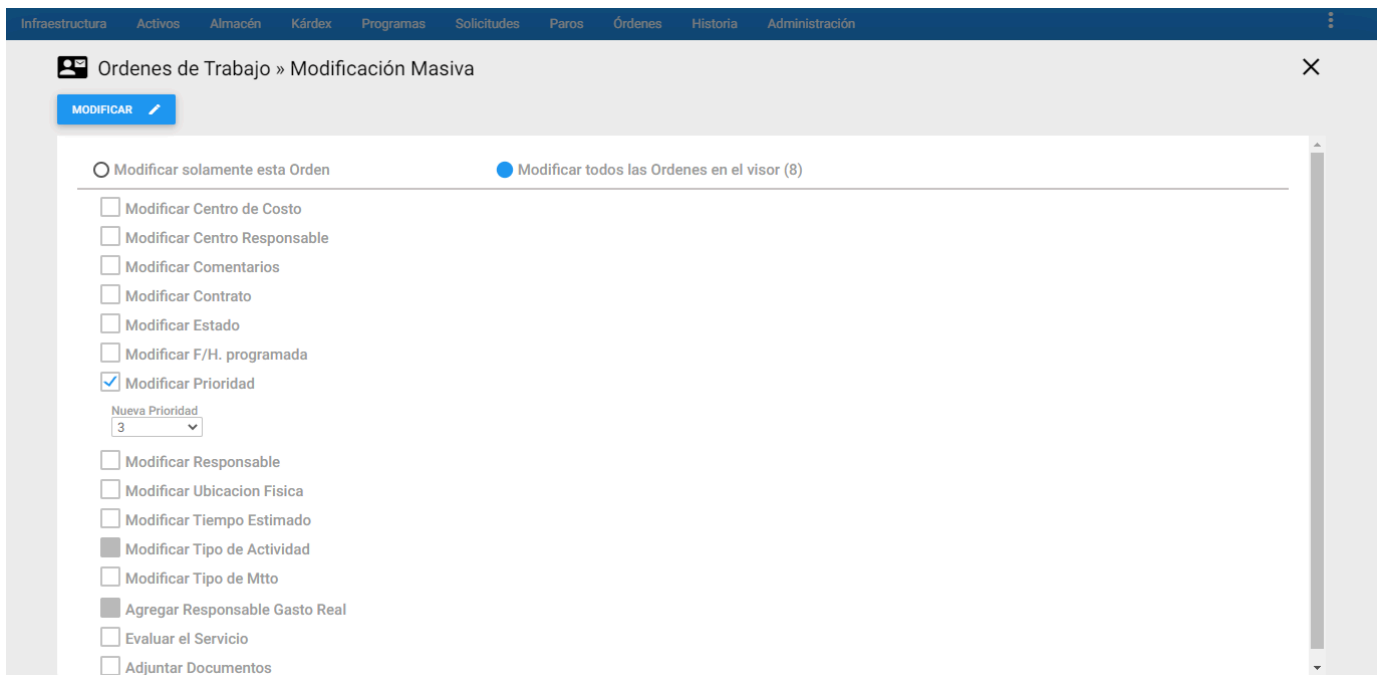 Infraestructura Activos Almacén Kárdex Programas Solicitudes Paros Órdenes Historia Administración
Ordenes de Trabajo » Modificación Masiva
MODIFICAR
Modificar solamente esta Orden Modificar todos las Ordenes en el visor (8)
Modificar Centro de Costo
Modificar Centro Responsable
Modificar Comentarios
Modificar Contrato
Modificar Estado
Modificar F/H. programada
Modificar Prioridad
Nueva Prioridad
3
Modificar Responsable
Modificar Ubicacion Fisica
Modificar Tiempo Estimado
Modificar Tipo de Actividad
Modificar Tipo de Mtto
Agregar Responsable Gasto Real
Evaluar el Servicio
Adjuntar Documentos